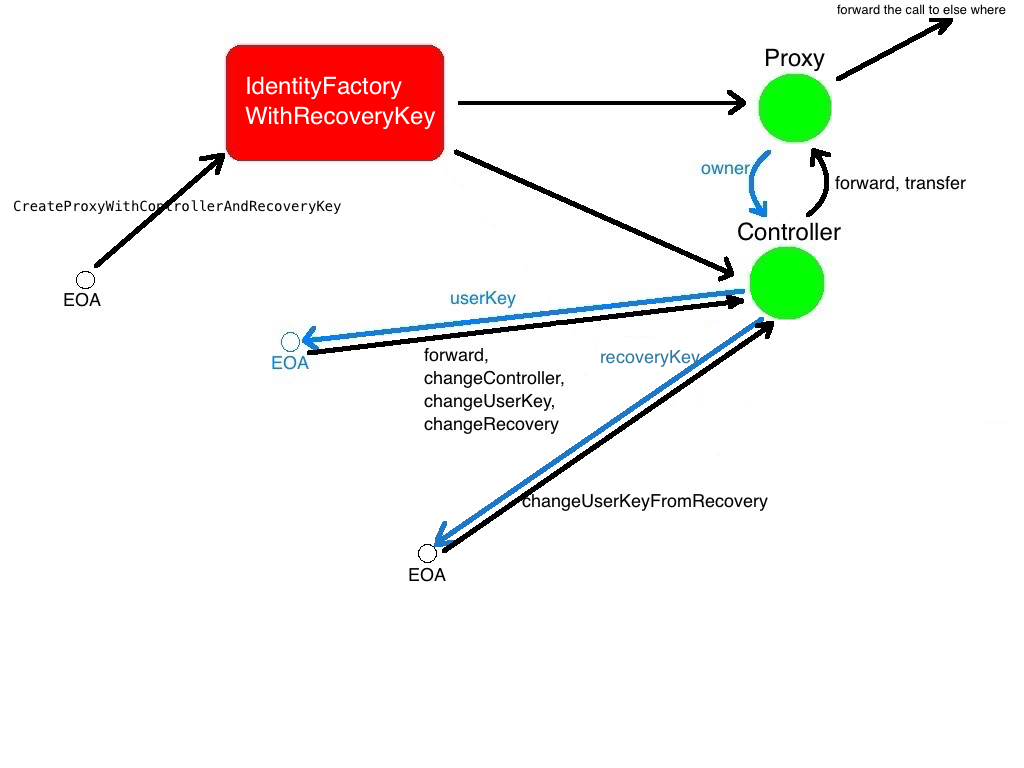 forward the call to else where
Proxy
IdentityFactory
WithRecoveryKey
owner
forward, transfer
CreateProxyWithControllerAndRecoveryKey
Controller
EOA
userKey
EOA
forward,
changeController,
changeUserKey,
changeRecovery
recoveryKey
changeUserKeyFromRecovery
EOA